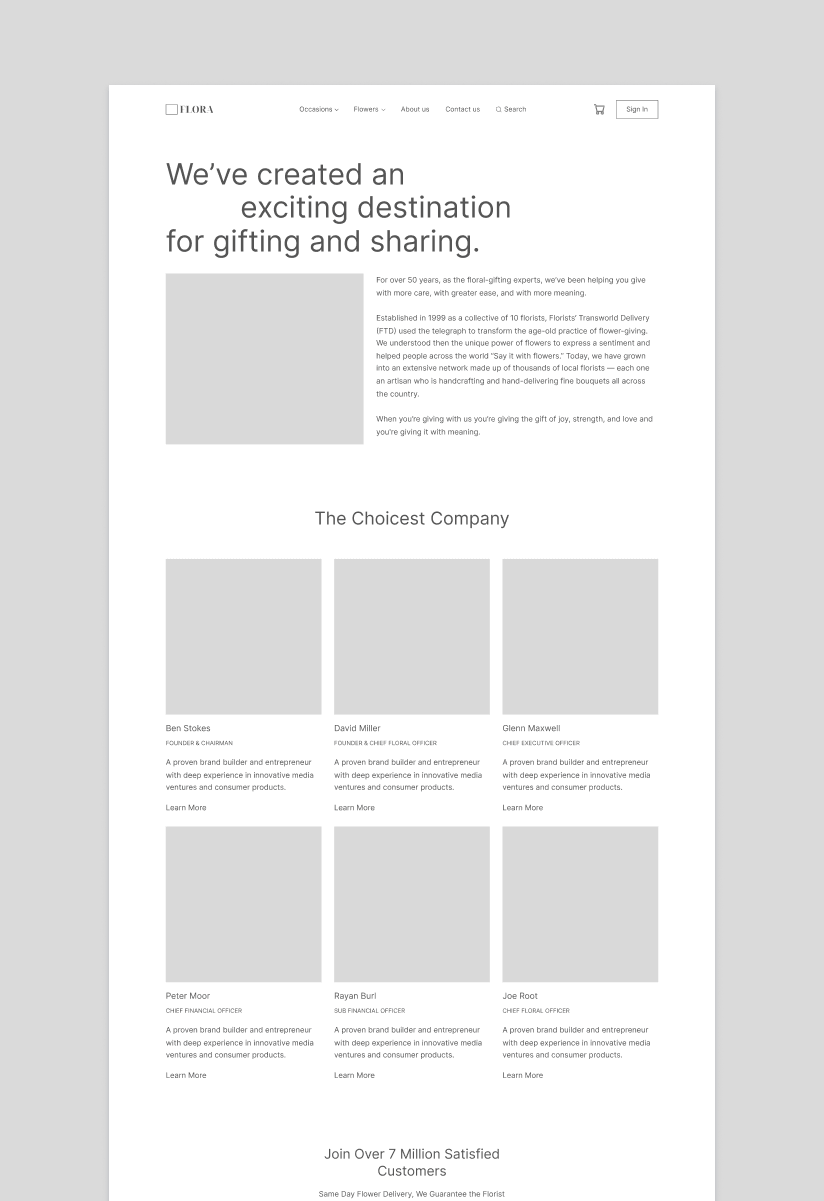 FLORA
Occasions
Flowers
About us
Contact us
Search
Sign In
We’ve created an
exciting destination
for gifting and sharing.
For over 50 years, as the floral-gifting experts, we’ve been helping you give
with more care, with greater ease, and with more meaning.
Established in 1999 as a collective of 10 florists, Florists’ Transworld Delivery
(FTD) used the telegraph to transform the age-old practice of flower-giving.
We understood then the unique power of flowers to express a sentiment and
helped people across the world “Say it with flowers.” Today, we have grown
into an extensive network made up of thousands of local florists — each one
an artisan who is handcrafting and hand-delivering fine bouquets all across
the country.
When you’re giving with us you’re giving the gift of joy, strength, and love and
you’re giving it with meaning.
The Choicest Company
Ben Stokes
FOUNDER & CHAIRMAN
A proven brand builder and entrepreneur
with deep experience in innovative media
ventures and consumer products.
Learn More
David Miller
FOUNDER & CHIEF FLORAL OFFICER
A proven brand builder and entrepreneur
with deep experience in innovative media
ventures and consumer products.
Learn More
Glenn Maxwell
CHIEF EXECUTIVE OFFICER
A proven brand builder and entrepreneur
with deep experience in innovative media
ventures and consumer products.
Learn More
Peter Moor
CHIEF FINANCIAL OFFICER
A proven brand builder and entrepreneur
with deep experience in innovative media
ventures and consumer products.
Learn More
Rayan Burl
SUB FINANCIAL OFFICER
A proven brand builder and entrepreneur
with deep experience in innovative media
ventures and consumer products.
Learn More
Joe Root
CHIEF FLORAL OFFICER
A proven brand builder and entrepreneur
with deep experience in innovative media
ventures and consumer products.
Learn More
Join Over 7 Million Satisfied
Customers
Same Day Flower Delivery, We Guarantee the Florist